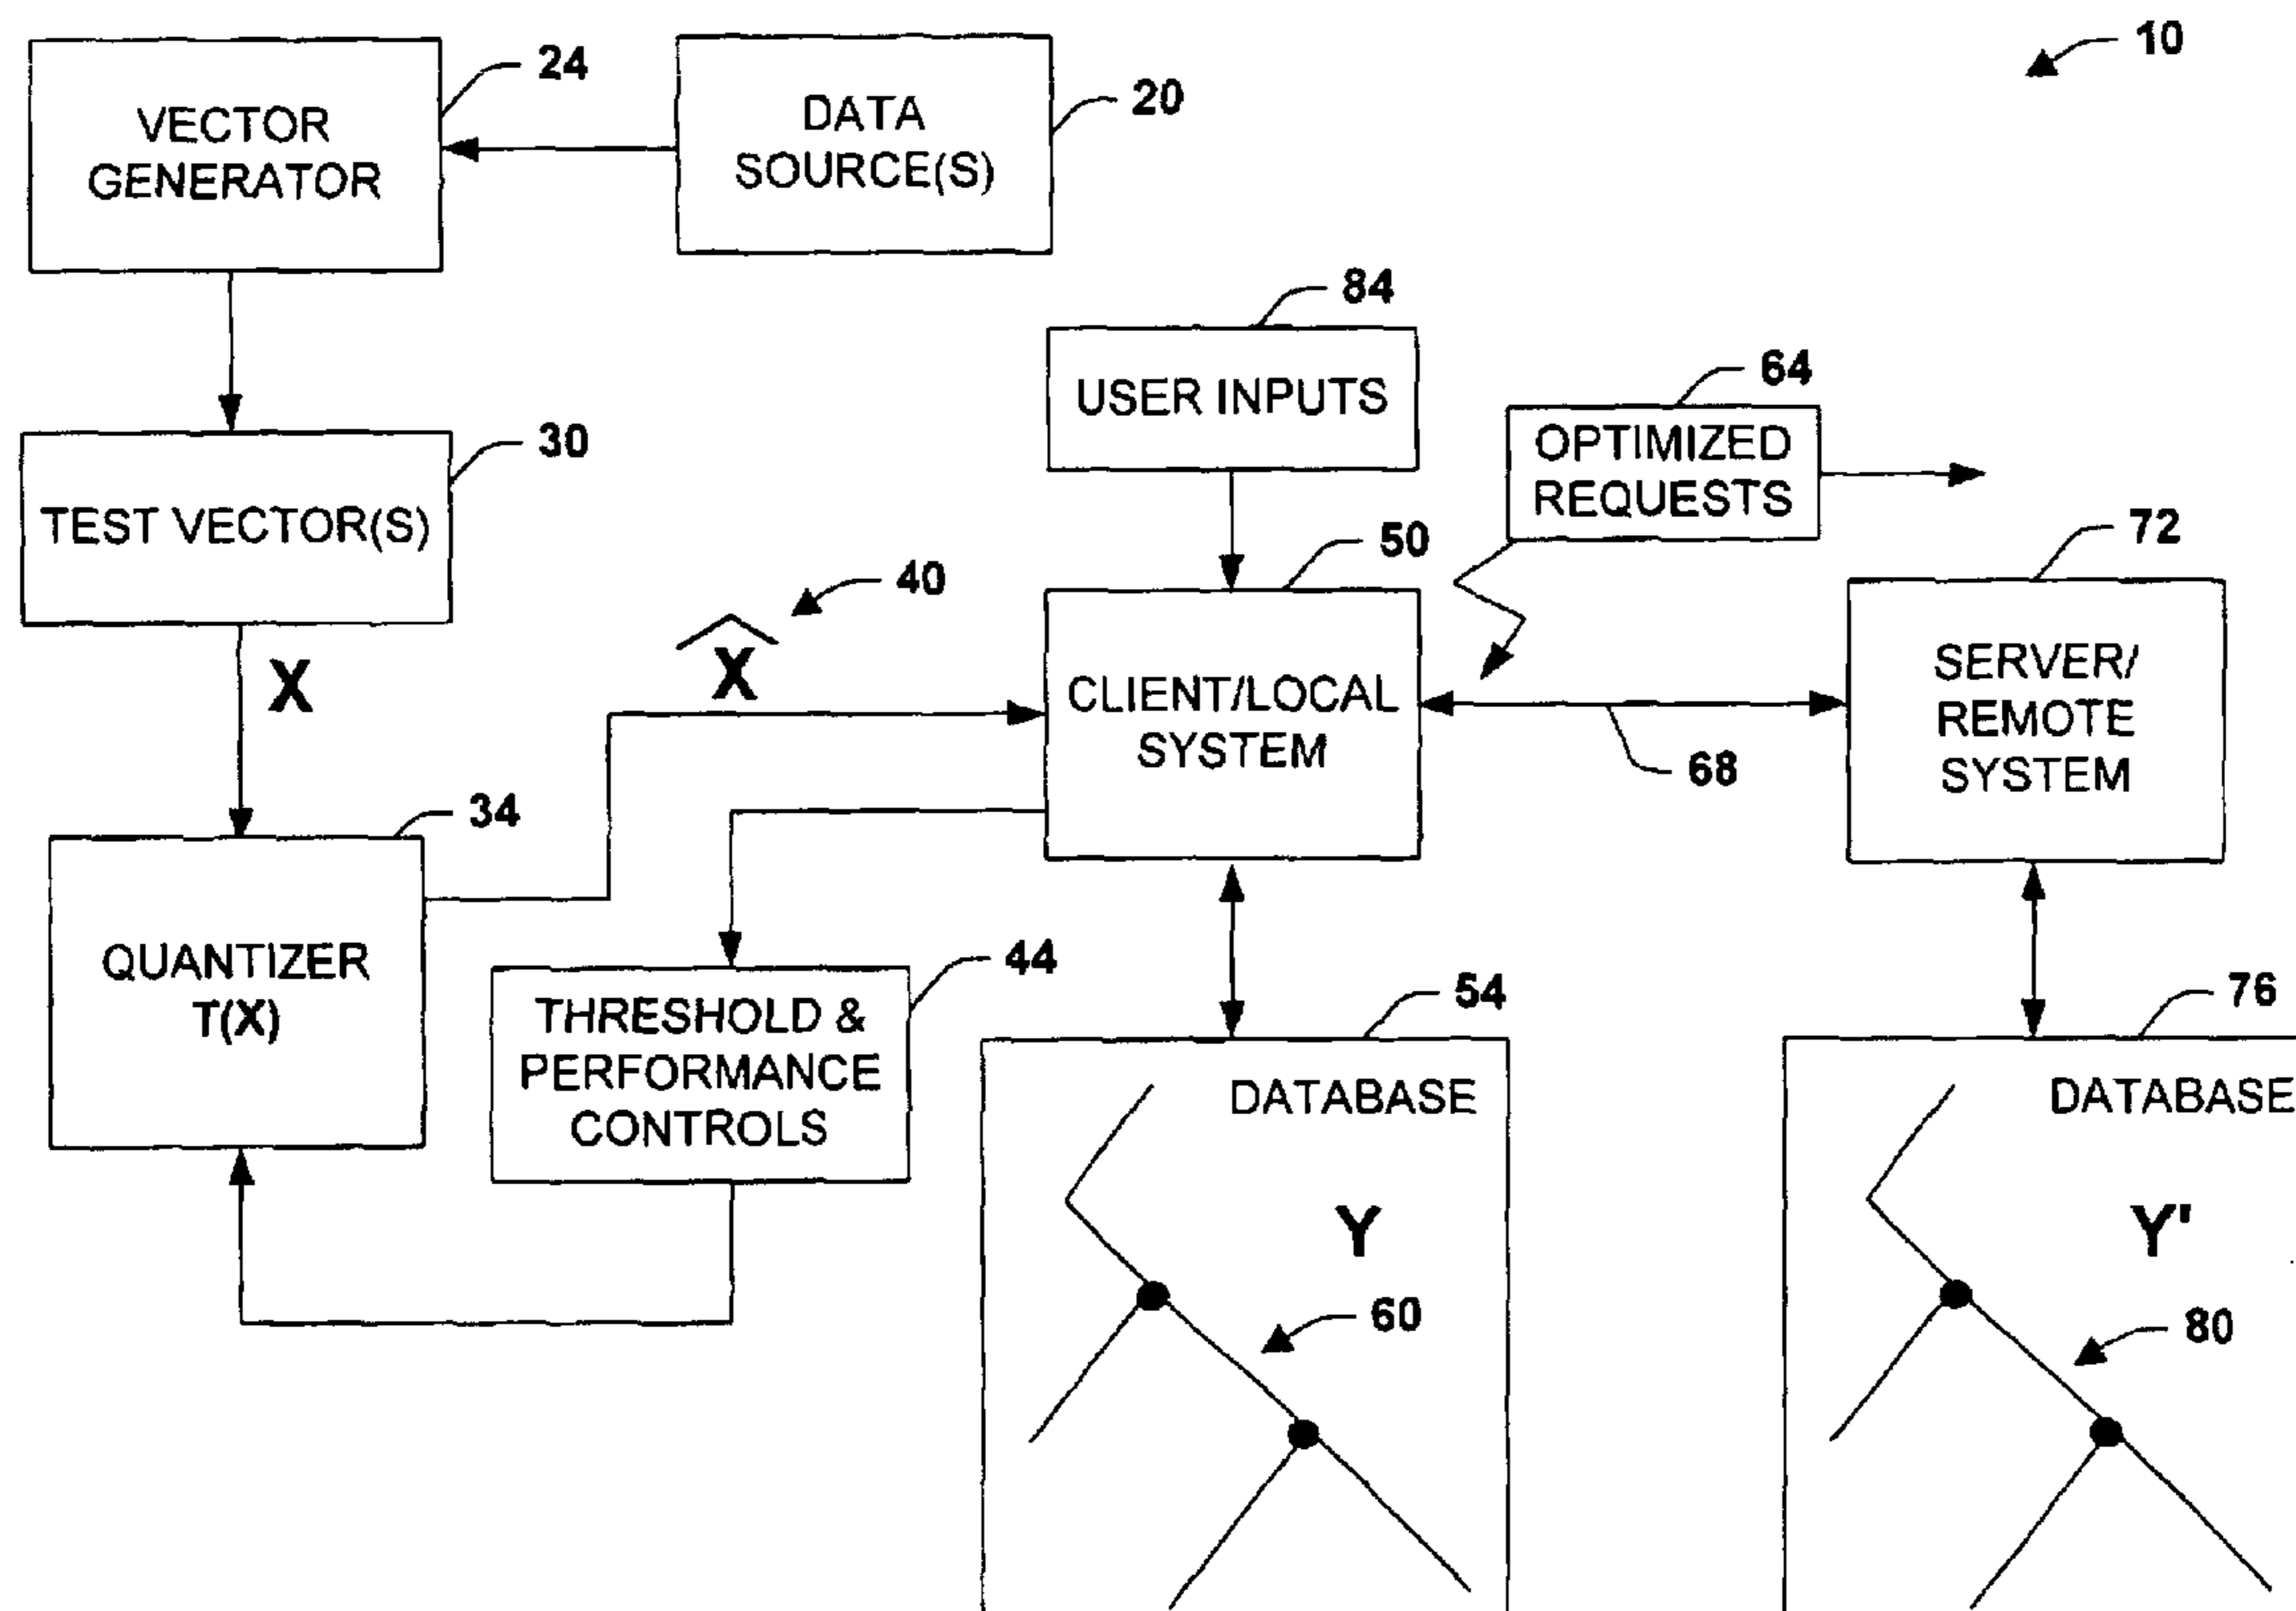 10
24
VECTOR
GENERATOR
20
DATA
SOURCE(S)
84
USER INPUTS
64
OPTIMIZED
REQUESTS
30
TEST VECTOR(S)
X
40
X̂
50
CLIENT/LOCAL
SYSTEM
68
72
SERVER/
REMOTE
SYSTEM
34
QUANTIZER
T(X)
44
THRESHOLD &
PERFORMANCE
CONTROLS
54
DATABASE
Y
60
76
DATABASE
Y'
80